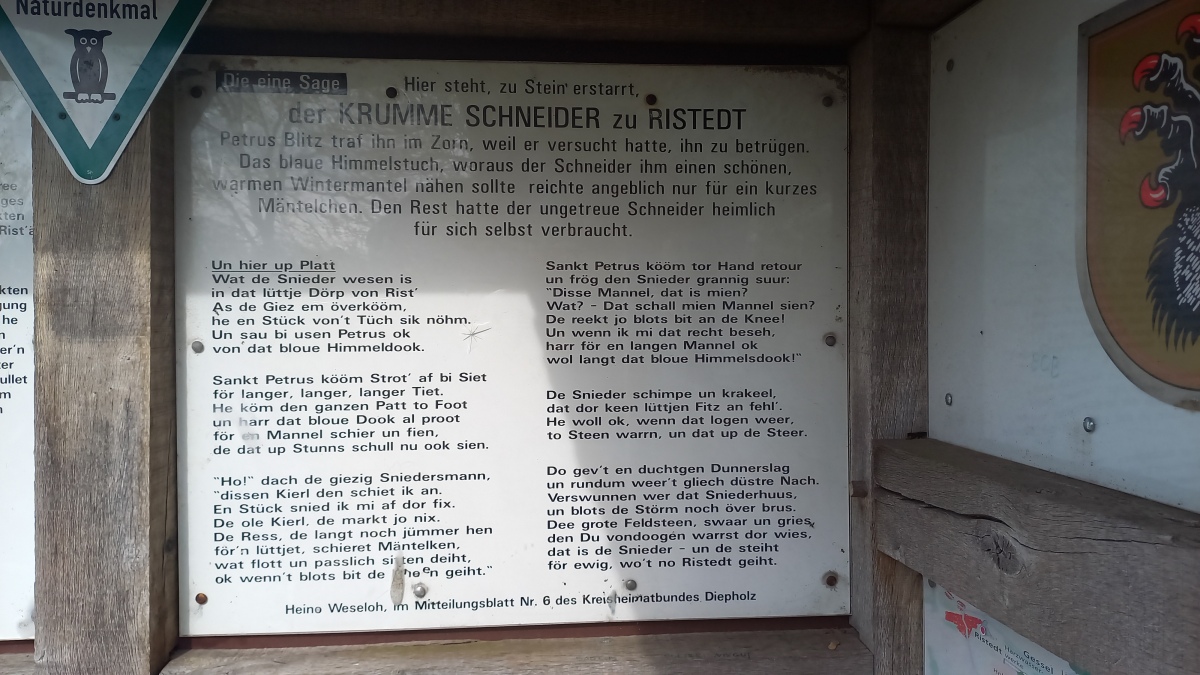 Naturdenkmal
Die eine Sage
Hier steht, zu Stein erstarrt,
der KRUMME SCHNEIDER zu RISTEDT
Petrus Blitz traf ihn im Zorn, weil er versucht hatte, ihn zu betrügen.
Das blaue Himmelstuch, woraus der Schneider ihm einen schönen,
warmen Wintermantel nähen sollte reichte angeblich nur für ein kurzes
Mäntelchen. Den Rest hatte der ungetreue Schneider heimlich
für sich selbst verbraucht.
Un hier up Platt
Wat de Snieder wesen is
in dat lüttje Dörp von Rist'
As de Giez em överkööm,
he en Stück von't Tüch sik nöhm.
Un sau bi usen Petrus ok
von dat bloue Himmeldook.
Sankt Petrus kööm Strot' af bi Siet
för langer, langer, langer Tiet.
He köm den ganzen Patt to Foot
un harr dat bloue Dook al proot
för en Mannel schier un fien,
de dat up Stunns schull nu ook sien.
"Ho!" dach de giezig Sniedersmann,
"dissen Kierl den schiet ik an.
En Stück snied ik mi af dor fix.
De ole Kierl, de markt jo nix.
De Ress, de langt noch jümmer hen
för'n lüttjet, schieret Mäntelken,
wat flott un passlich sitten deiht,
ok wenn't blots bit de geiht."
Sankt Petrus kööm tor Hand retour
un frög den Snieder grannig suur:
"Disse Mannel, dat is mien?
Wat? - Dat schall mien Mannel sien?
De reekt jo blots bit an de Knee!
Un wenn ik mi dat recht beseh,
harr för en langen Mannel ok
wol langt dat bloue Himmelsdook!"
De Snieder schimpe un krakeel,
dat dor keen lüttjen Fitz an fehl'.
He woll ok, wenn dat logen weer,
to Steen warrn, un dat up de Steer.
Do gev't en duchtgen Dunnerslag
un rundum weer't gliech düstre Nach.
Verswunnen wer dat Sniederhuus,
un blots de Störm noch över brus.
Dee grote Feldsteen, swaar un gries,
den Du vondoogen warrst dor wies,
dat is de Snieder - un de steiht
för ewig, wo't no Ristedt geiht.
Heino Weseloh, im Mitteilungsblatt Nr. 6 des Kreisheimatbundes Diepholz
Gessel
Ristedt